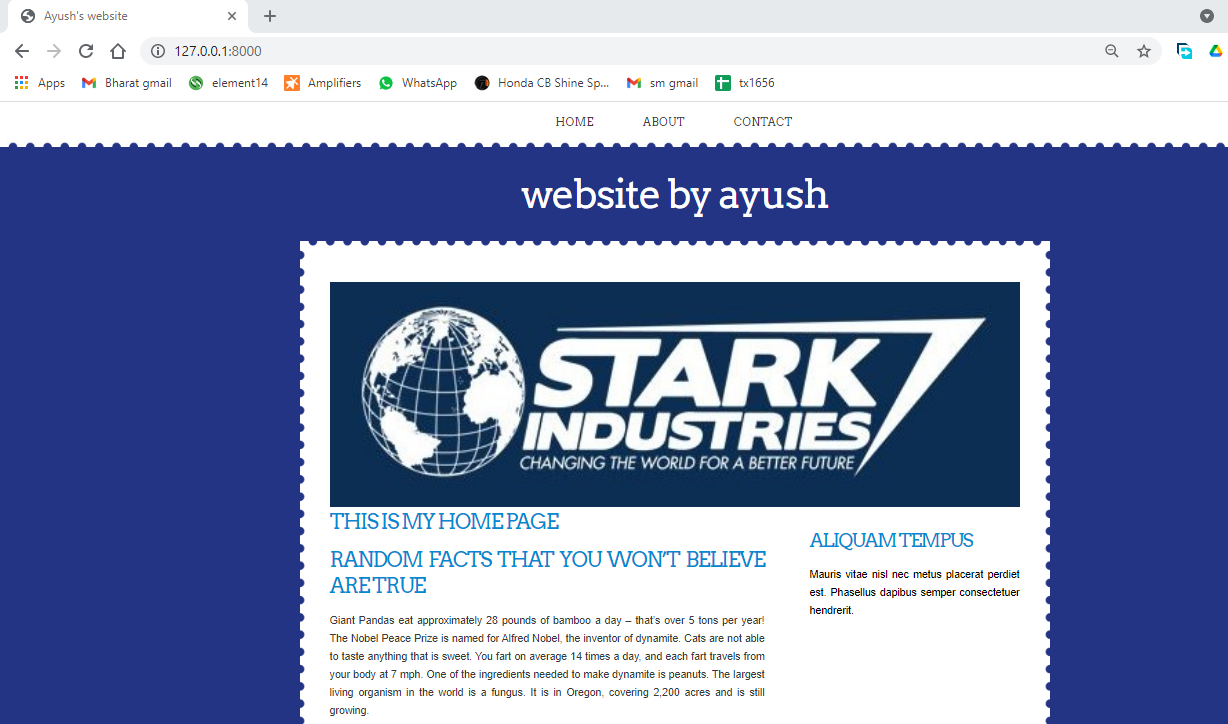 Ayush's website
127.0.0.1:8000
Apps Bharat gmail element14 Amplifiers WhatsApp Honda CB Shine Sp... sm gmail tx1656
HOME ABOUT CONTACT
website by ayush
STARK
INDUSTRIES
CHANGING THE WORLD FOR A BETTER FUTURE
THIS IS MY HOME PAGE
RANDOM FACTS THAT YOU WON'T BELIEVE
ARE TRUE
Giant Pandas eat approximately 28 pounds of bamboo a day – that's over 5 tons per year!
The Nobel Peace Prize is named for Alfred Nobel, the inventor of dynamite. Cats are not able
to taste anything that is sweet. You fart on average 14 times a day, and each fart travels from
your body at 7 mph. One of the ingredients needed to make dynamite is peanuts. The largest
living organism in the world is a fungus. It is in Oregon, covering 2,200 acres and is still
growing.
ALIQUAM TEMPUS
Mauris vitae nisl nec metus placerat perdiet
est. Phasellus dapibus semper consectetuer
hendrerit.